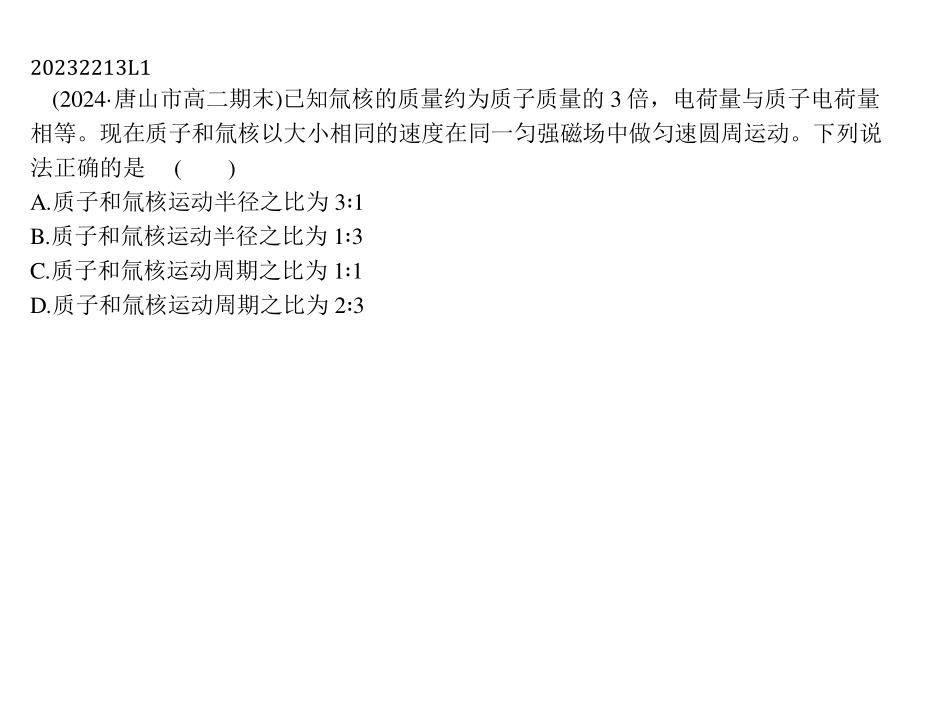 20232213L1
(2024·唐山市高二期末)已知氚核的质量约为质子质量的 3 倍，电荷量与质子电荷量
相等。现在质子和氚核以大小相同的速度在同一匀强磁场中做匀速圆周运动。下列说
法正确的是 (  )
A.质子和氚核运动半径之比为 3∶1
B.质子和氚核运动半径之比为 1∶3
C.质子和氚核运动周期之比为 1∶1
D.质子和氚核运动周期之比为 2∶3